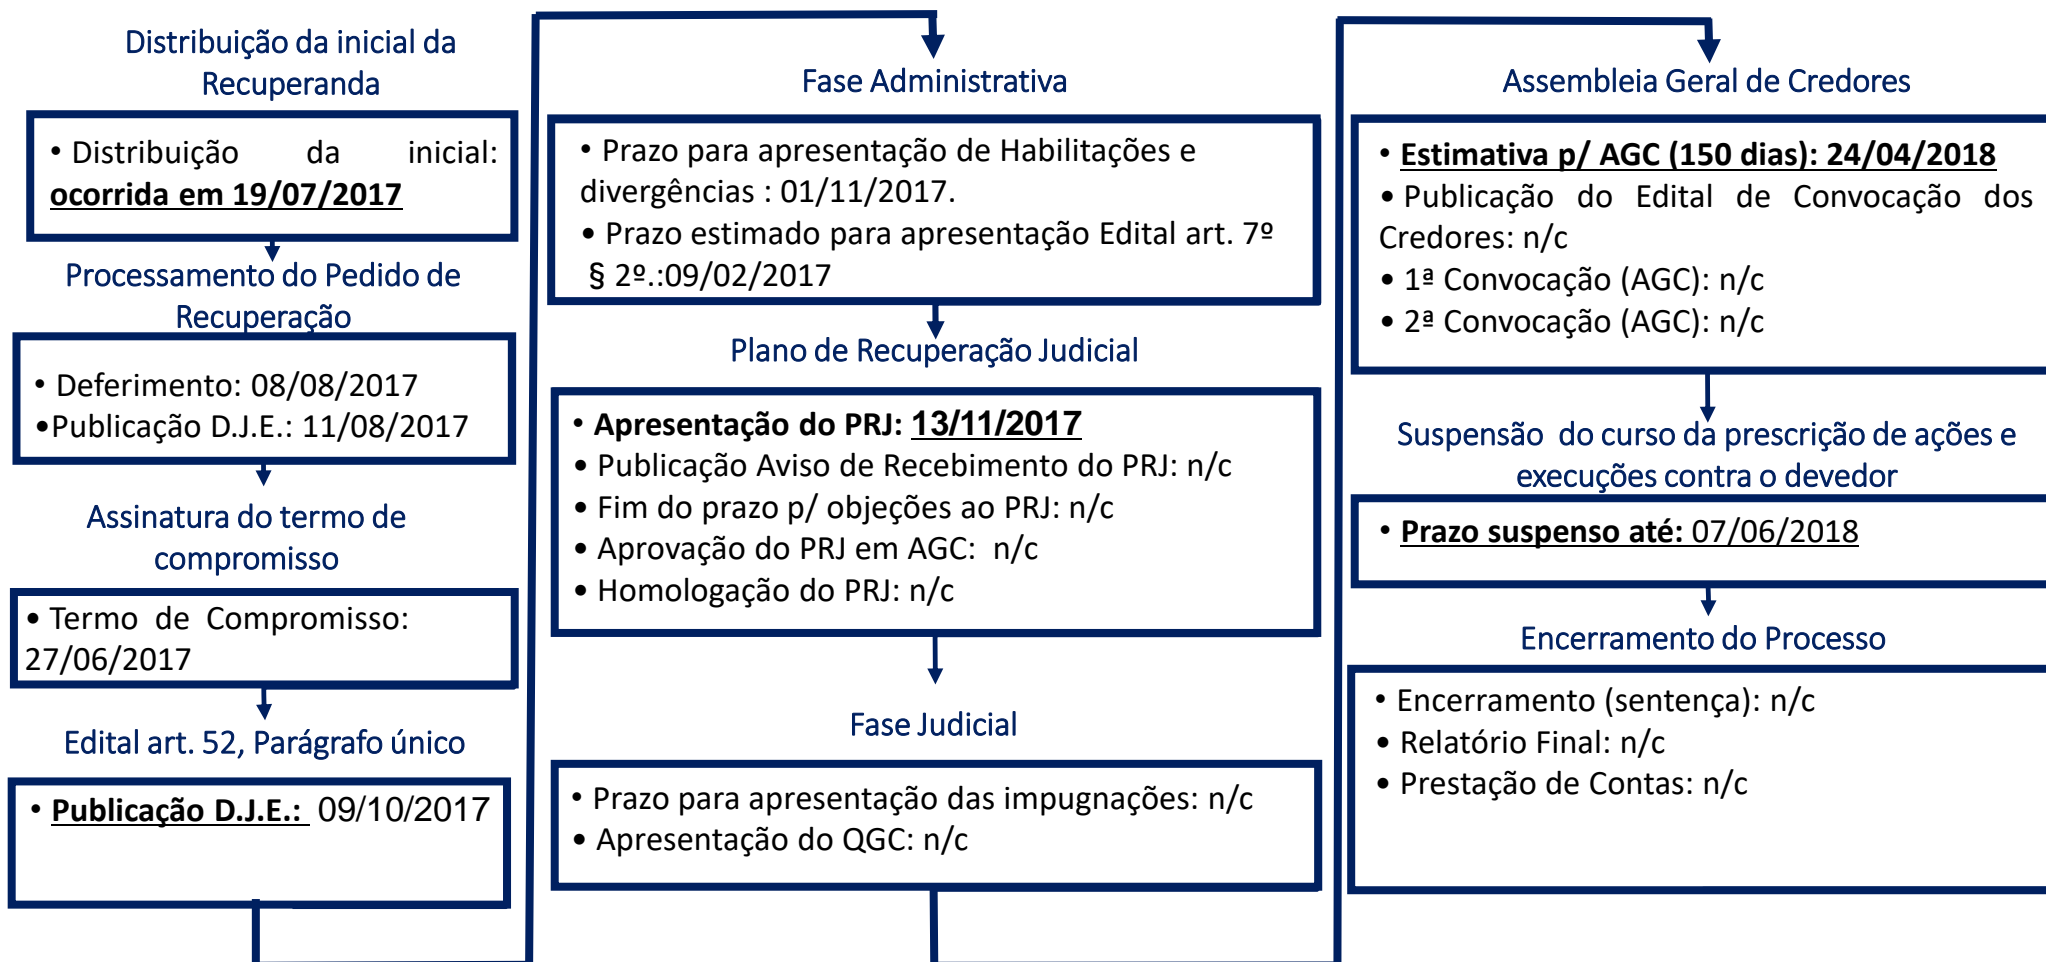 Distribuição da inicial da
Recuperanda
• Distribuição da inicial:
ocorrida em 19/07/2017
Processamento do Pedido de
Recuperação
• Deferimento: 08/08/2017
•Publicação D.J.E.: 11/08/2017
Assinatura do termo de
compromisso
• Termo de Compromisso:
27/06/2017
Edital art. 52, Parágrafo único
• Publicação D.J.E.: 09/10/2017
Fase Administrativa
• Prazo para apresentação de Habilitações e
divergências : 01/11/2017.
• Prazo estimado para apresentação Edital art. 7º
§ 2º.:09/02/2017
Plano de Recuperação Judicial
• Apresentação do PRJ: 13/11/2017
• Publicação Aviso de Recebimento do PRJ: n/c
• Fim do prazo p/ objeções ao PRJ: n/c
• Aprovação do PRJ em AGC: n/c
• Homologação do PRJ: n/c
Fase Judicial
• Prazo para apresentação das impugnações: n/c
• Apresentação do QGC: n/c
Assembleia Geral de Credores
• Estimativa p/ AGC (150 dias): 24/04/2018
• Publicação do Edital de Convocação dos
Credores: n/c
• 1ª Convocação (AGC): n/c
• 2ª Convocação (AGC): n/c
Suspensão do curso da prescrição de ações e
execuções contra o devedor
• Prazo suspenso até: 07/06/2018
Encerramento do Processo
• Encerramento (sentença): n/c
• Relatório Final: n/c
• Prestação de Contas: n/c